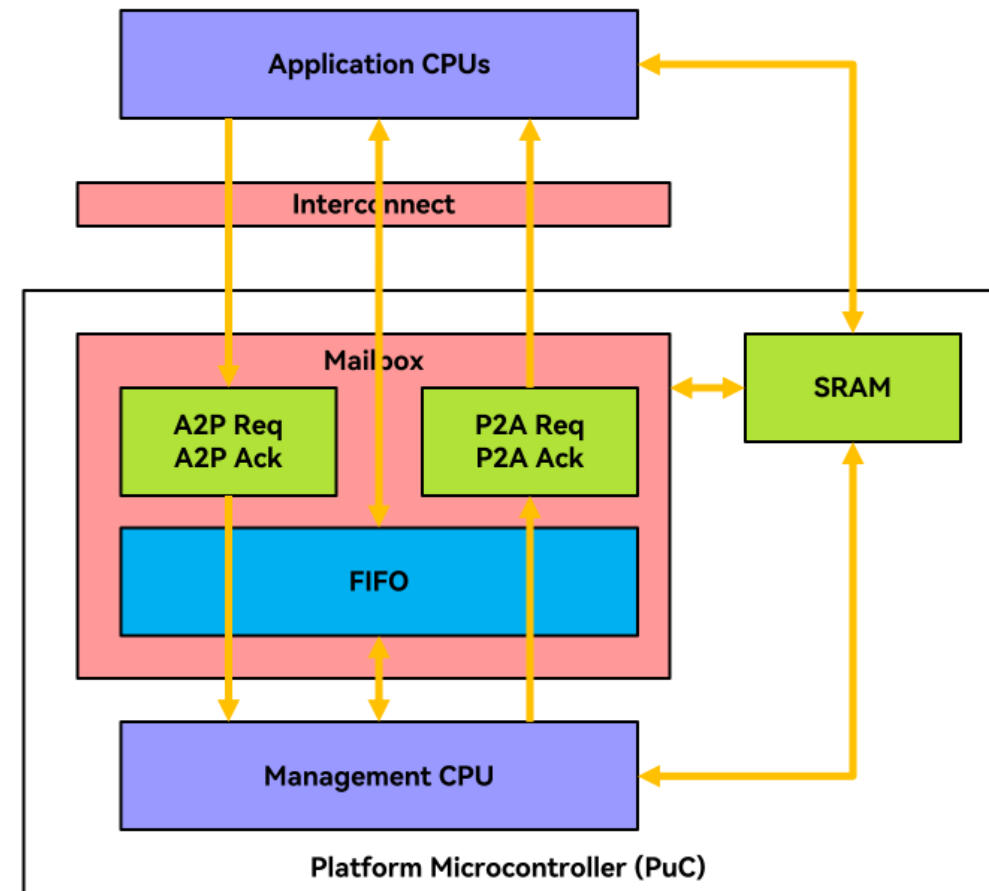 Application CPUs
Interconnect
Mailbox
SRAM
A2P Req
A2P Ack
P2A Req
P2A Ack
FIFO
Management CPU
Platform Microcontroller (PuC)